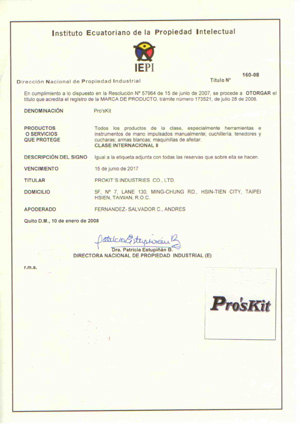 Instituto Ecuatoriano de la Propiedad Intelectual
IEPI
160-08
Dirección Nacional de Propiedad Industrial
Título N°
En cumplimiento a lo dispuesto en la Resolución N° 57964 de 15 de junio de 2007, se procede a OTORGAR el
título que acredita el registro de la MARCA DE PRODUCTO, trámite número 173521, de julio 28 de 2006.
DENOMINACIÓN
ProsKit
PRODUCTOS O SERVICIOS QUE PROTEGE
Todos los productos de la clase, especialmente herramientas e
instrumentos de mano impulsados manualmente; cuchillería, tenedores y
cucharas; armas blancas; maquinillas de afeitar.
CLASE INTERNACIONAL 8
DESCRIPCIÓN DEL SIGNO
Igual a la etiqueta adjunta con todas las reservas que sobre ella se hacen.
VENCIMIENTO
15 de junio de 2017
TITULAR
PROKIT'S INDUSTRIES CO., LTD.
DOMICILIO
5F, Nº 7, LANE 130, MING-CHUNG RD., HSIN-TIEN CITY, TAIPEI
HSIEN, TAIWAN, R.O.C.
APODERADO
FERNANDEZ- SALVADOR C., ANDRES
Quito D.M., 10 de enero de 2008
Dra. Patricia Estupiñán B.
DIRECTORA NACIONAL DE PROPIEDAD INDUSTRIAL (E)
r.m.a.
Pro'sKit